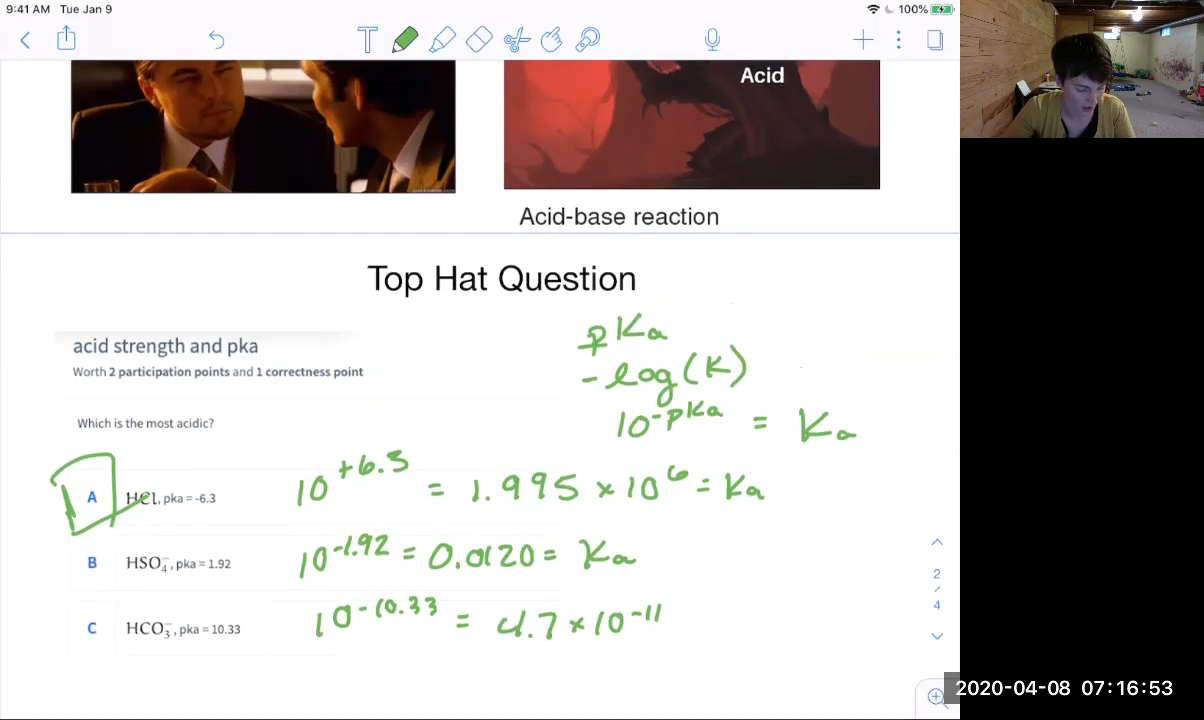 9:41 AM Tue Jan 9
100%
Acid
Acid-base reaction
Top Hat Question
acid strength and pka
Worth 2 participation points and 1 correctness point
pKa
-log(K)
10^-pKa = Ka
Which is the most acidic?
A HCl, pka = -6.3 10^+6.3 = 1.995 × 10^6 = Ka
B HSO₄⁻, pka = 1.92 10^-1.92 = 0.0120 = Ka
C HCO₃⁻, pka = 10.33 10^-10.33 = 4.7 × 10^-11
2
/
4
2020-04-08 07:16:53